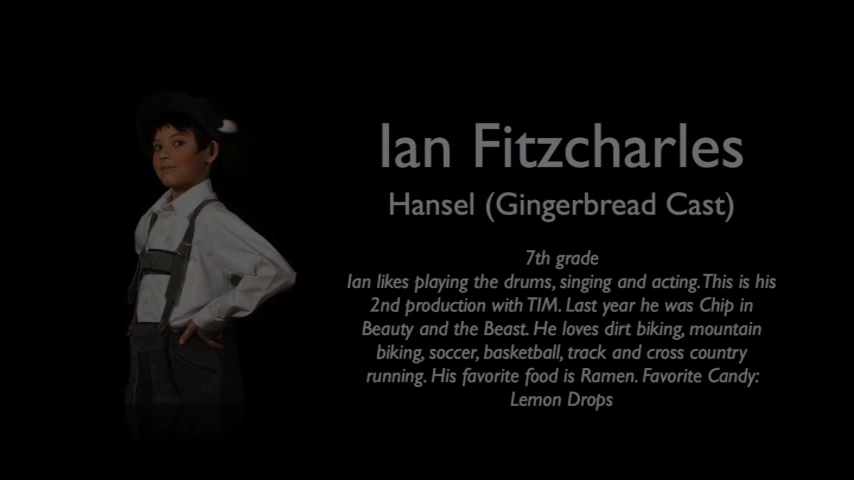 Ian Fitzcharles
Hansel (Gingerbread Cast)
7th grade
Ian likes playing the drums, singing and acting. This is his
2nd production with TIM. Last year he was Chip in
Beauty and the Beast. He loves dirt biking, mountain
biking, soccer, basketball, track and cross country
running. His favorite food is Ramen. Favorite Candy:
Lemon Drops